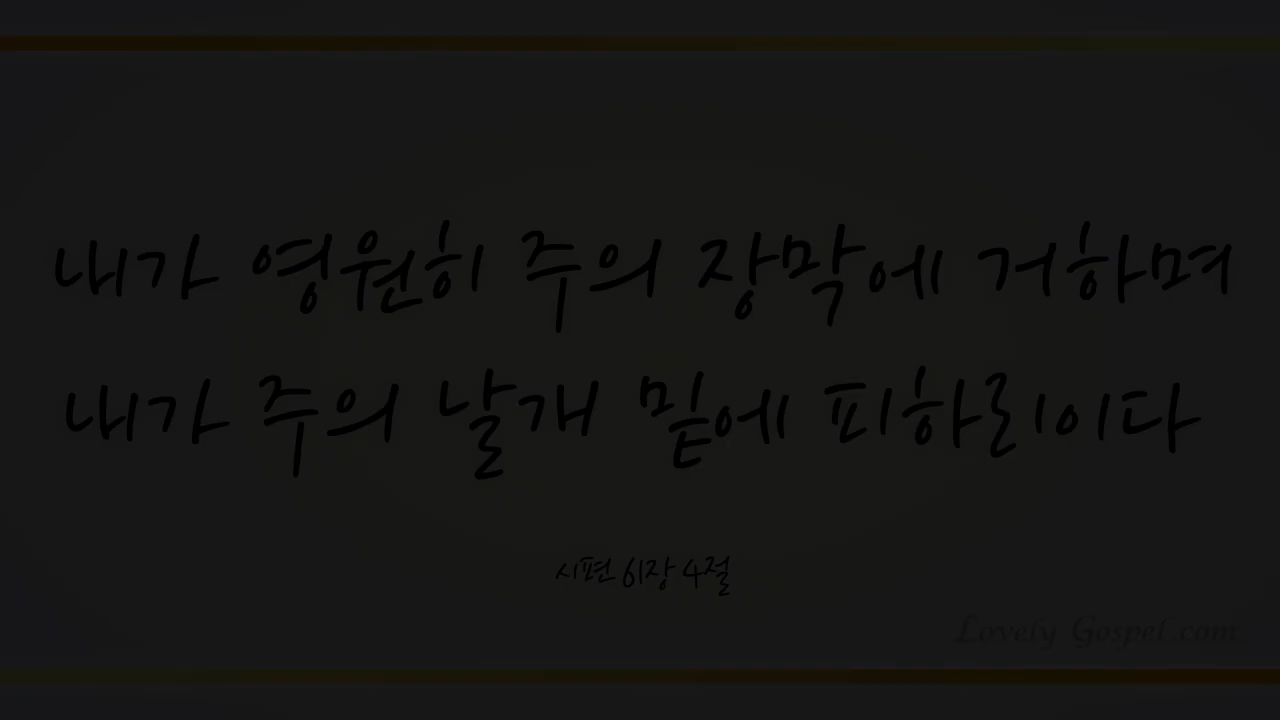 내가 영원히 주의 장막에 거하며
내가 주의 날개 밑에 피하리이다
시편 61장 4절
Lovely Gospel.com